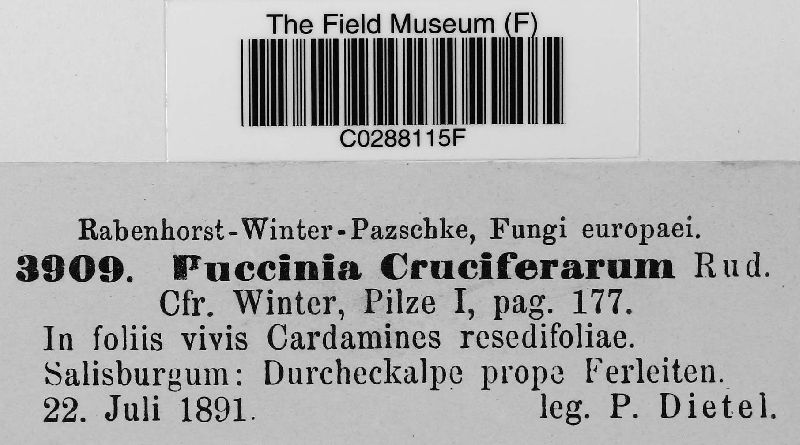 The Field Museum (F)
C0288115F
Rabenhorst-Winter-Pazschke, Fungi europaei.
3909. Puccinia Cruciferarum Rud.
Cfr. Winter, Pilze I, pag. 177.
In foliis vivis Cardamines resedifoliae.
Salisburgum: Durcheckalpe prope Ferleiten.
22. Juli 1891. leg. P. Dietel.